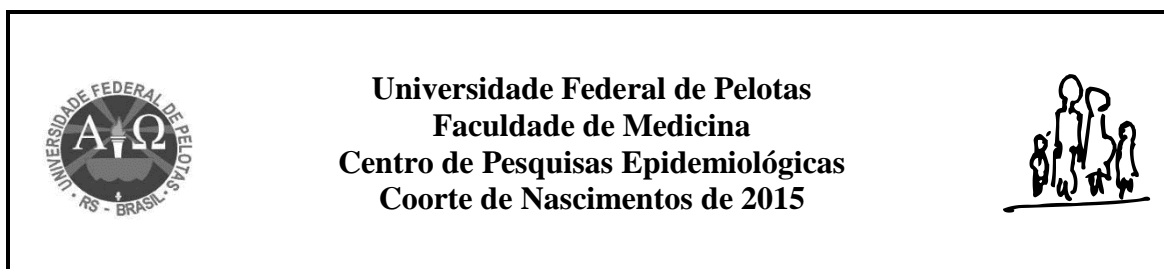 UNIVERSIDADE FEDERAL DE PELOTAS
Α Ω
RS - BRASIL
Universidade Federal de Pelotas
Faculdade de Medicina
Centro de Pesquisas Epidemiológicas
Coorte de Nascimentos de 2015